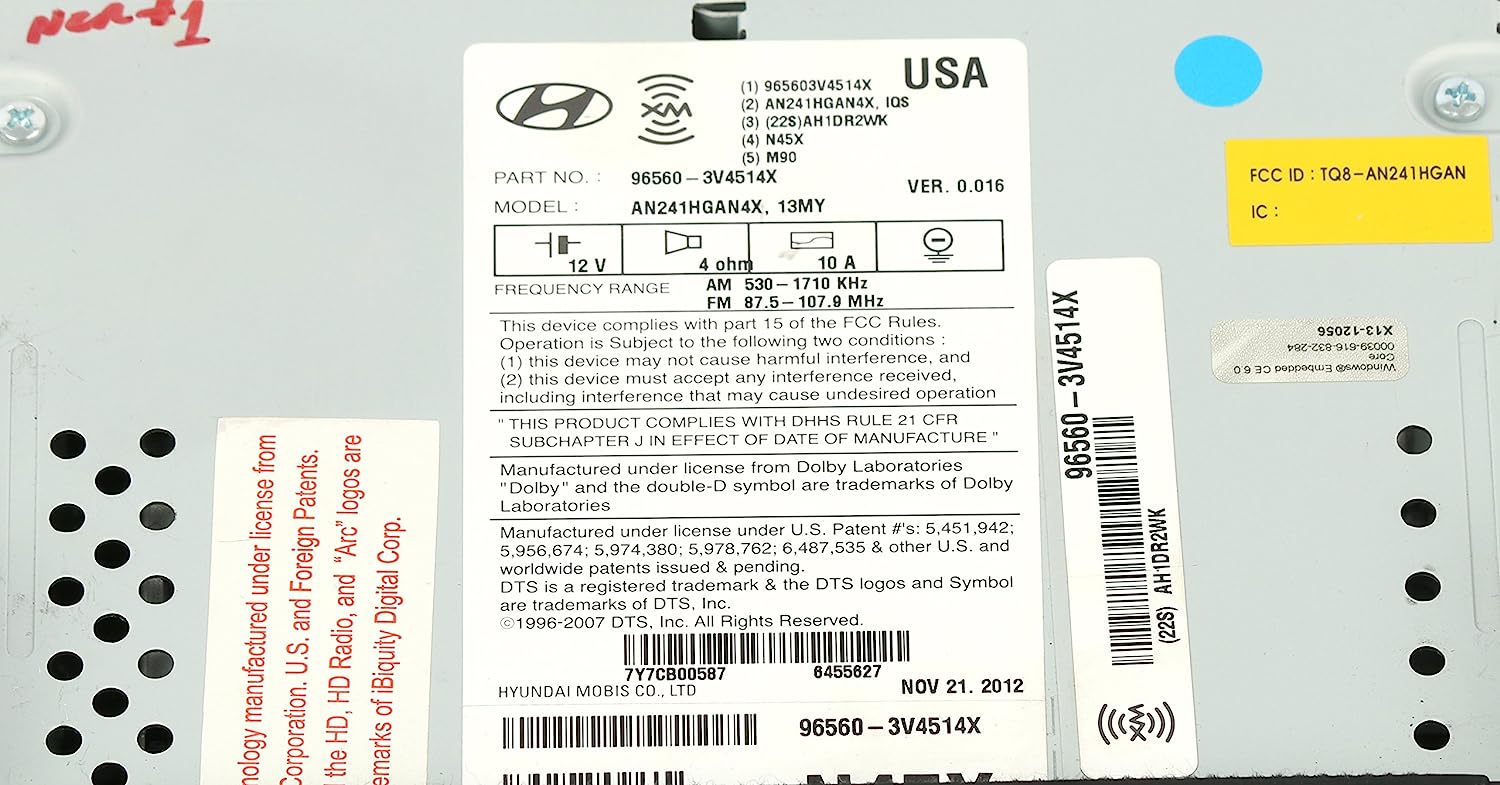 USA
XM
(1) 965603V4514X
(2) AN241HGAN4X, IQS
(3) (22S)AH1DR2WK
(4) N45X
(5) M90
PART NO. : 96560-3V4514X
VER. 0.016
MODEL : AN241HGAN4X, 13MY
12 V 4 ohm 10 A
FREQUENCY RANGE AM 530-1710 KHz
FM 87.5-107.9 MHz
This device complies with part 15 of the FCC Rules.
Operation is Subject to the following two conditions :
(1) this device may not cause harmful interference, and
(2) this device must accept any interference received,
including interference that may cause undesired operation
" THIS PRODUCT COMPLIES WITH DHHS RULE 21 CFR
SUBCHAPTER J IN EFFECT OF DATE OF MANUFACTURE "
Manufactured under license from Dolby Laboratories
"Dolby" and the double-D symbol are trademarks of Dolby
Laboratories
Manufactured under license under U.S. Patent #'s: 5,451,942;
5,956,674; 5,974,380; 5,978,762; 6,487,535 & other U.S. and
worldwide patents issued & pending.
DTS is a registered trademark & the DTS logos and Symbol
are trademarks of DTS, Inc.
©1996-2007 DTS, Inc. All Rights Reserved.
7Y7CB00587 6455627
HYUNDAI MOBIS CO., LTD NOV 21. 2012
96560-3V4514X
N45X
nology manufactured under license from
Corporation. U.S. and Foreign Patents.
the HD, HD Radio, and "Arc" logos are
emarks of iBiquity Digital Corp.
96560-3V4514X
(22S) AH1DR2WK
XM
FCC ID : TQ8-AN241HGAN
IC :
Windows® Embedded CE 6.0
Core
00039-616-832-284
X13-12056